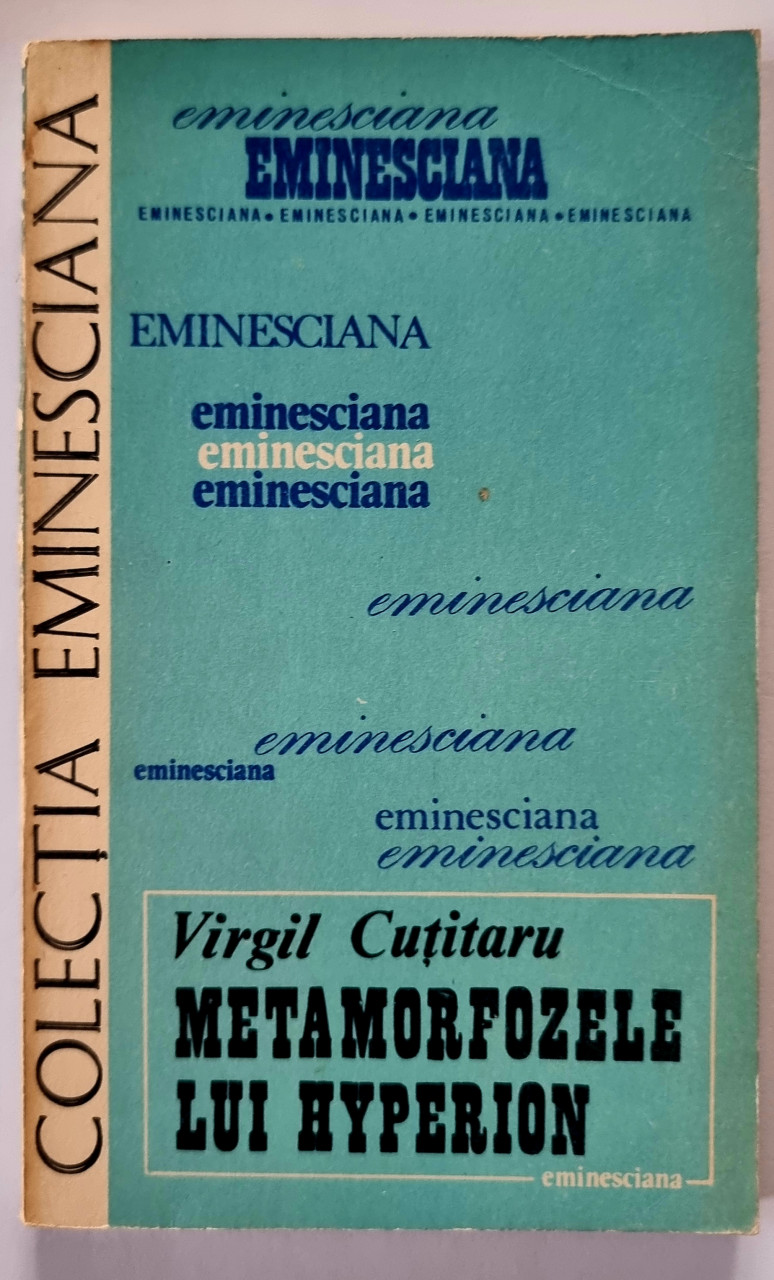 COLECȚIA EMINESCIANA
eminesciana
EMINESCIANA
EMINESCIANA • EMINESCIANA • EMINESCIANA • EMINESCIANA
EMINESCIANA
eminesciana
eminesciana
eminesciana
eminesciana
eminesciana
eminesciana
eminesciana
eminesciana
Virgil Cuțitaru
METAMORFOZELE
LUI HYPERION
eminesciana